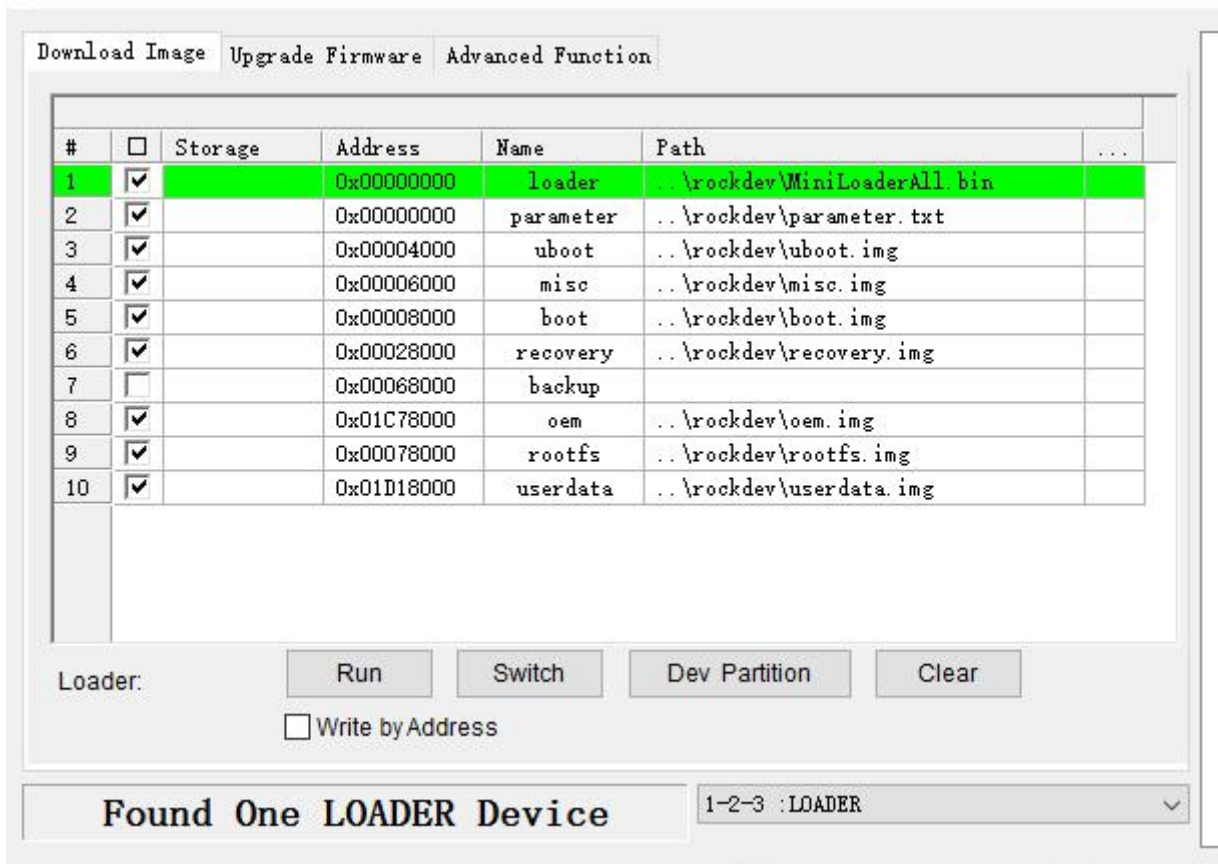 Download Image Upgrade Firmware Advanced Function
# Storage Address Name Path ...
1 0x00000000 loader ..\rockdev\MiniLoaderAll.bin
2 0x00000000 parameter ..\rockdev\parameter.txt
3 0x00004000 uboot ..\rockdev\uboot.img
4 0x00006000 misc ..\rockdev\misc.img
5 0x00008000 boot ..\rockdev\boot.img
6 0x00028000 recovery ..\rockdev\recovery.img
7 0x00068000 backup
8 0x01C78000 oem ..\rockdev\oem.img
9 0x00078000 rootfs ..\rockdev\rootfs.img
10 0x01D18000 userdata ..\rockdev\userdata.img
Loader: Run Switch Dev Partition Clear
Write by Address
Found One LOADER Device 1-2-3 :LOADER